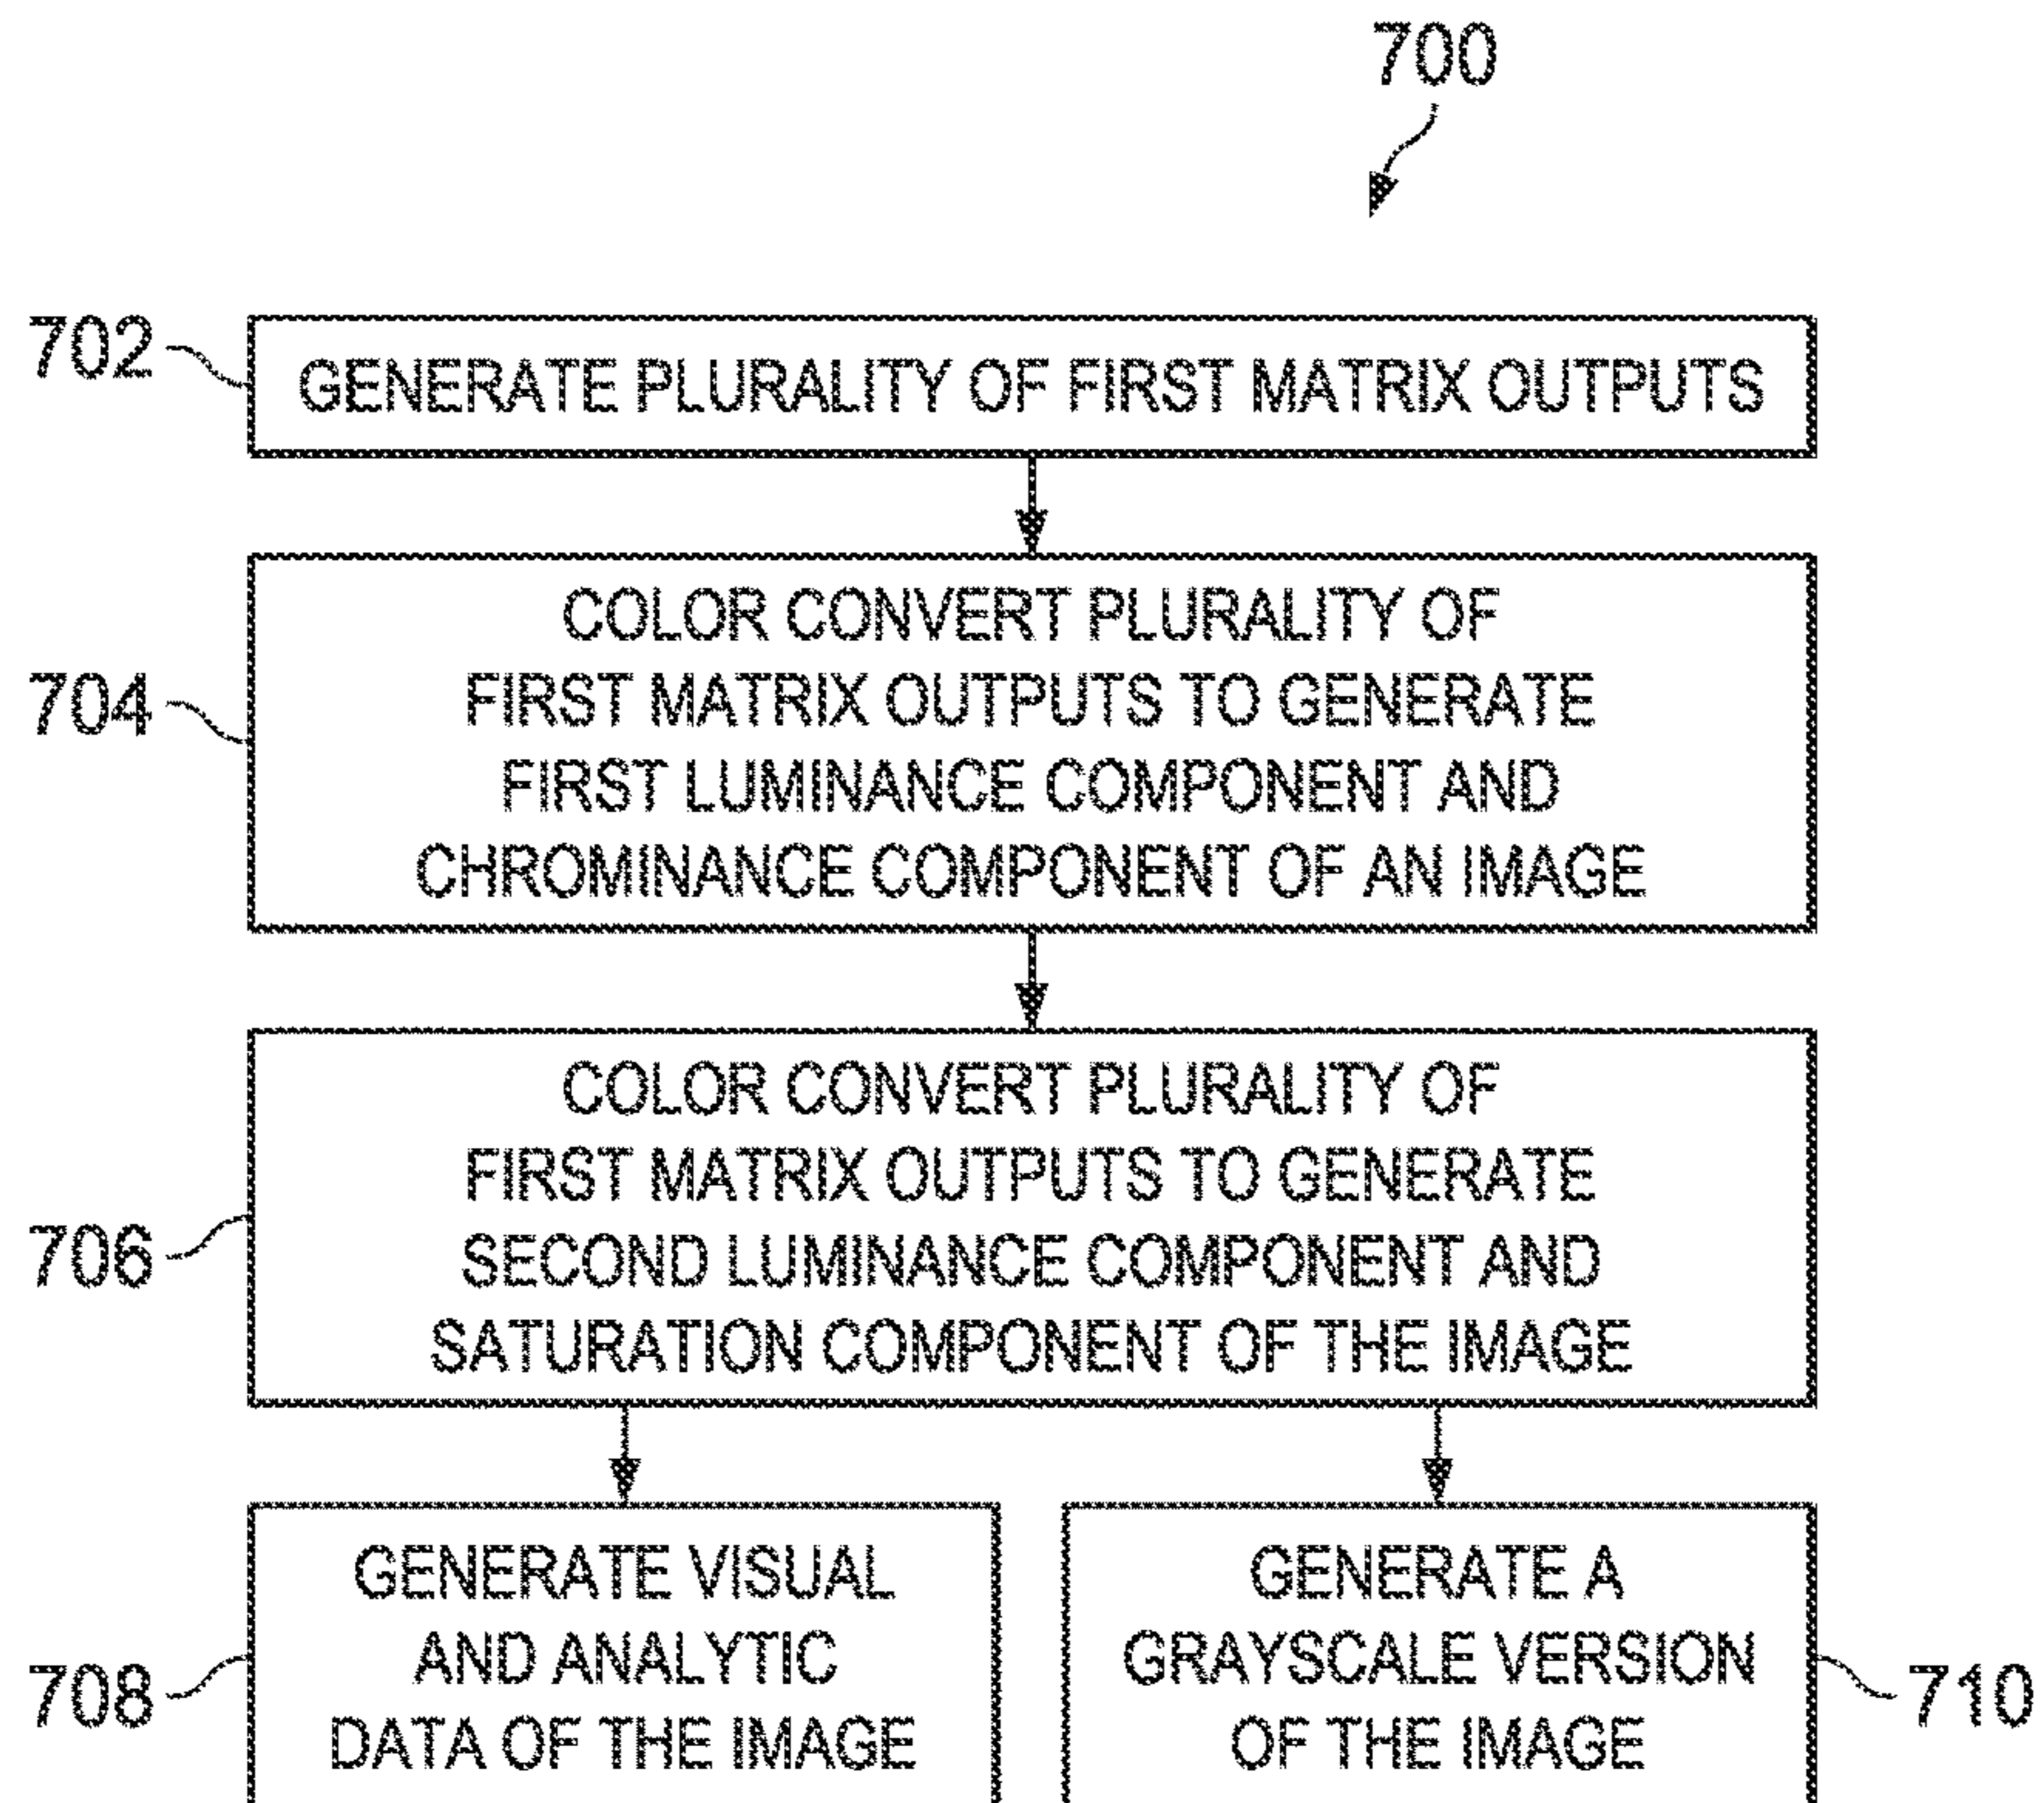 700
702
GENERATE PLURALITY OF FIRST MATRIX OUTPUTS
704
COLOR CONVERT PLURALITY OF
FIRST MATRIX OUTPUTS TO GENERATE
FIRST LUMINANCE COMPONENT AND
CHROMINANCE COMPONENT OF AN IMAGE
706
COLOR CONVERT PLURALITY OF
FIRST MATRIX OUTPUTS TO GENERATE
SECOND LUMINANCE COMPONENT AND
SATURATION COMPONENT OF THE IMAGE
708
GENERATE VISUAL
AND ANALYTIC
DATA OF THE IMAGE
GENERATE A
GRAYSCALE VERSION
OF THE IMAGE
710